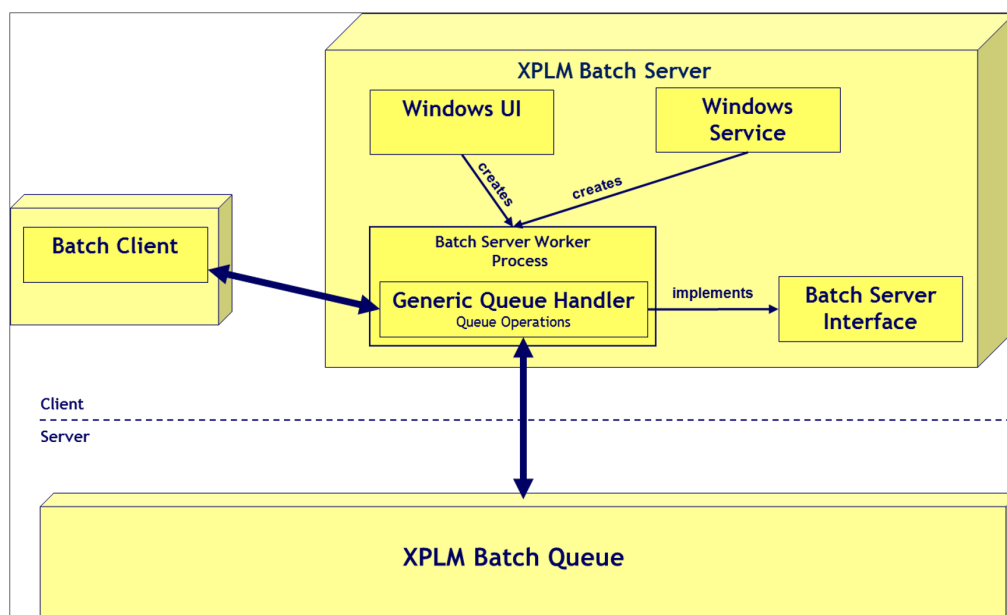 XPLM Batch Server
Windows UI
Windows
Service
creates
creates
Batch Client
Batch Server Worker
Process
Generic Queue Handler
Queue Operations
implements
Batch Server
Interface
Client
Server
XPLM Batch Queue